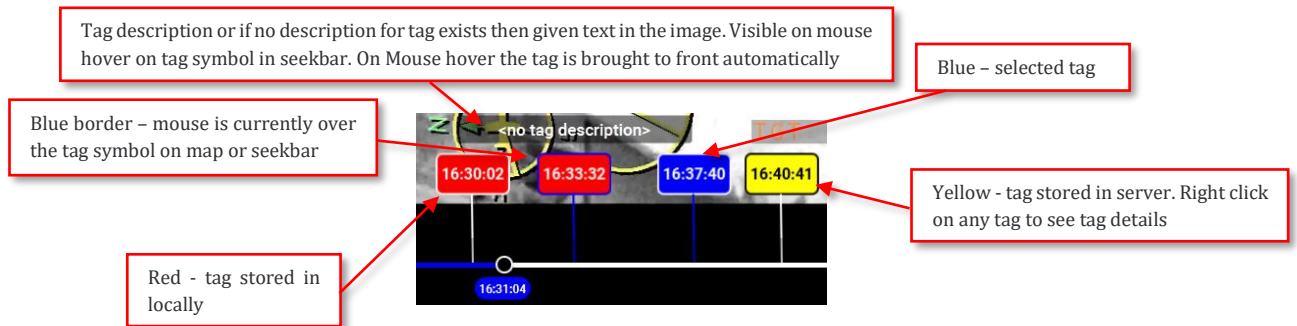 Tag description or if no description for tag exists then given text in the image. Visible on mouse
hover on tag symbol in seekbar. On Mouse hover the tag is brought to front automatically
Blue – selected tag
Blue border – mouse is currently over
the tag symbol on map or seekbar
<no tag description>
TCT
16:30:02
16:33:32
16:37:40
16:40:41
Yellow - tag stored in server. Right click
on any tag to see tag details
Red - tag stored in
locally
16:31:04